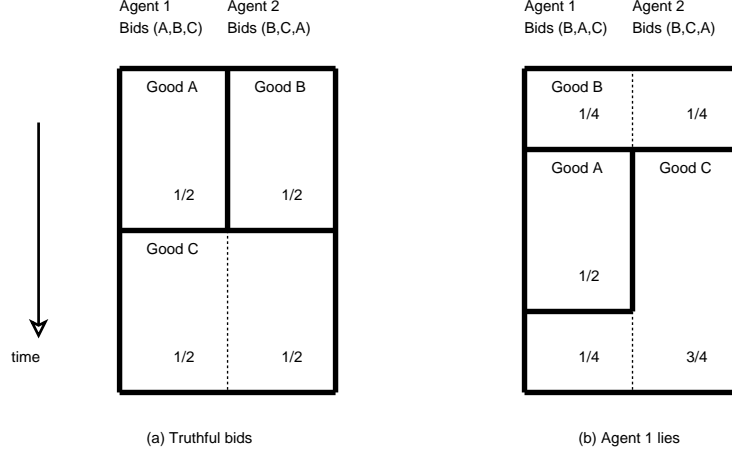 Agent 1 Agent 2
Bids (A,B,C) Bids (B,C,A)
Good A Good B
1/2 1/2
Good C
1/2 1/2
time
(a) Truthful bids
Agent 1 Agent 2
Bids (B,A,C) Bids (B,C,A)
Good B
1/4 1/4
Good A Good C
1/2
1/4 3/4
(b) Agent 1 lies